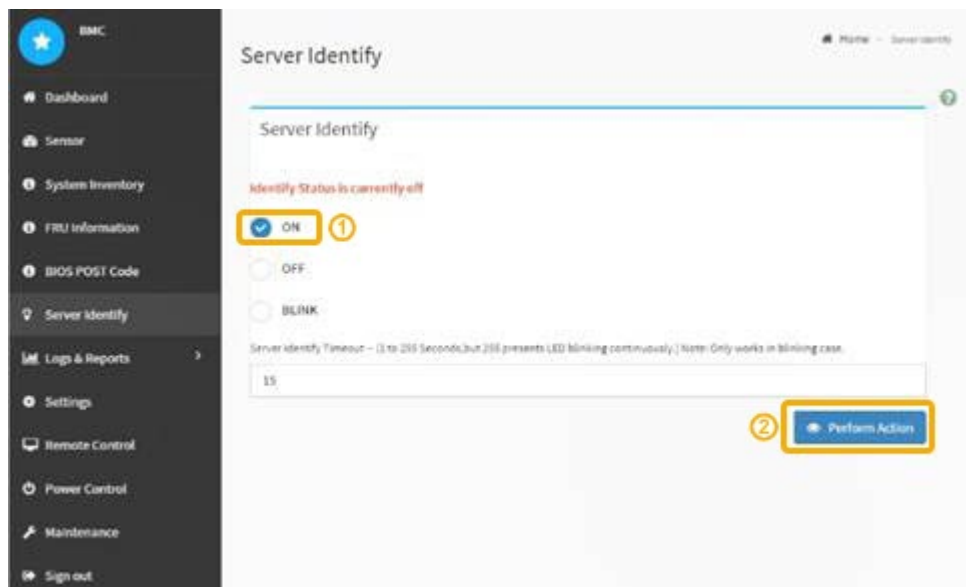 BMC
Dashboard
Sensor
System Inventory
FRU Information
BIOS POST Code
Server Identify
Logs & Reports
Settings
Remote Control
Power Control
Maintenance
Sign out
Server Identify
Home - Server Identify
Server Identify
Identify Status is currently off
ON
1
OFF
BLINK
Server Identify Timeout - (1 to 255 Seconds,but 255 presents LED blinking continuously.) Note: Only works in blinking case.
15
2
Perform Action